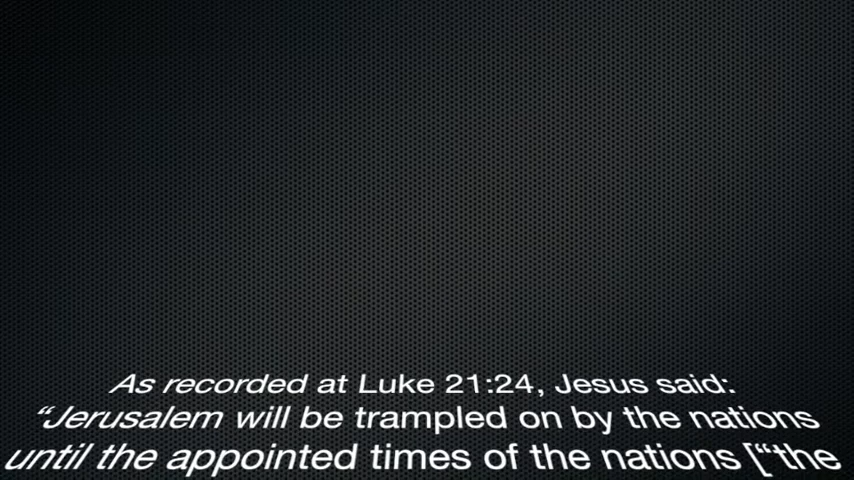 As recorded at Luke 21:24, Jesus said:
“Jerusalem will be trampled on by the nations
until the appointed times of the nations [“the